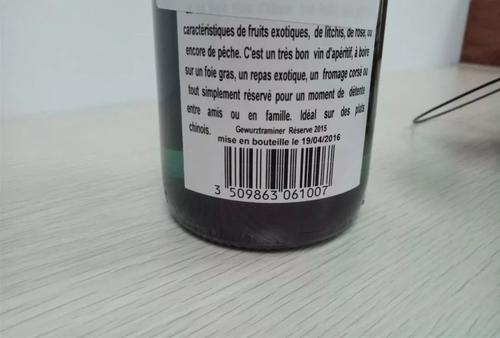 caractéristiques de fruits exotiques, de litchis, de rose, ou
encore de pêche. C'est un très bon vin d'apéritif, à boire
sur un foie gras, un repas exotique, un fromage corsé ou
tout simplement réservé pour un moment de détente
entre amis ou en famille. Idéal sur des plats
chinois.
Gewurztraminer Réserve 2015
mise en bouteille le 19/04/2016
3 509863 061007